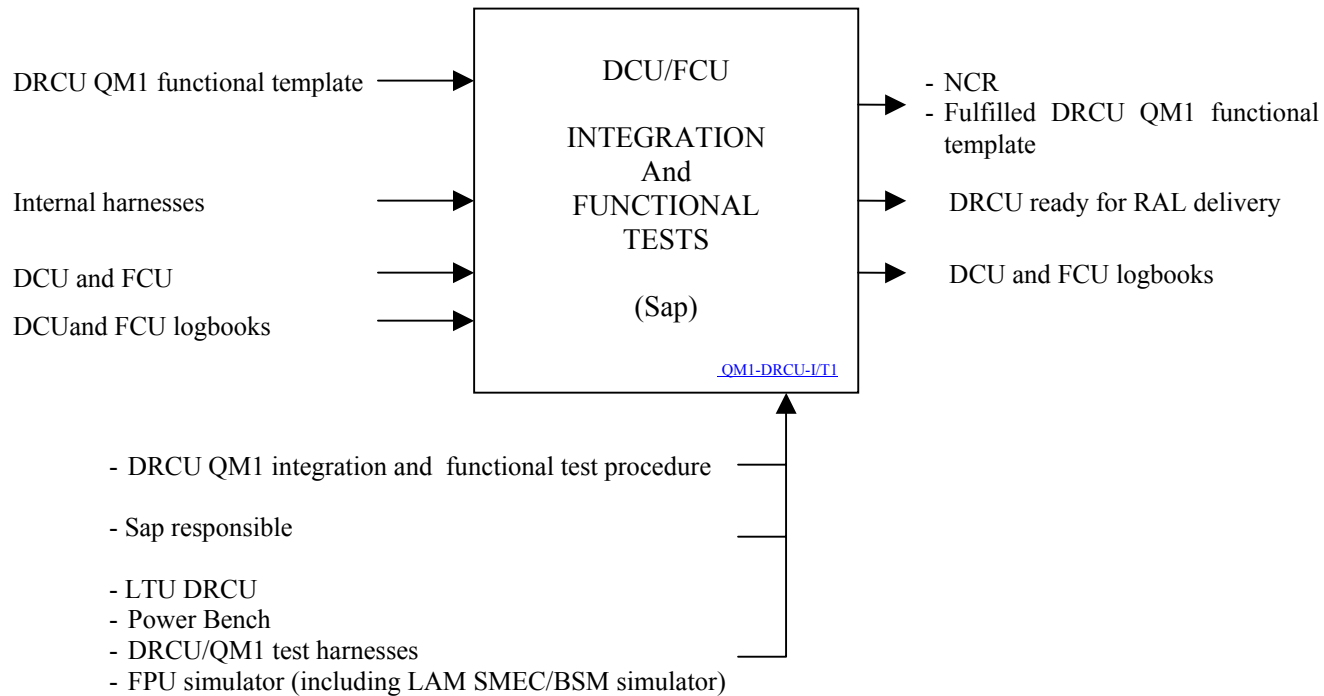 DRCU QM1 functional template
Internal harnesses
DCU and FCU
DCUand FCU logbooks
DCU/FCU
INTEGRATION
And
FUNCTIONAL
TESTS
(Sap)
QM1-DRCU-I/T1
- NCR
- Fulfilled DRCU QM1 functional
template
DRCU ready for RAL delivery
DCU and FCU logbooks
- DRCU QM1 integration and functional test procedure
- Sap responsible
- LTU DRCU
- Power Bench
- DRCU/QM1 test harnesses
- FPU simulator (including LAM SMEC/BSM simulator)